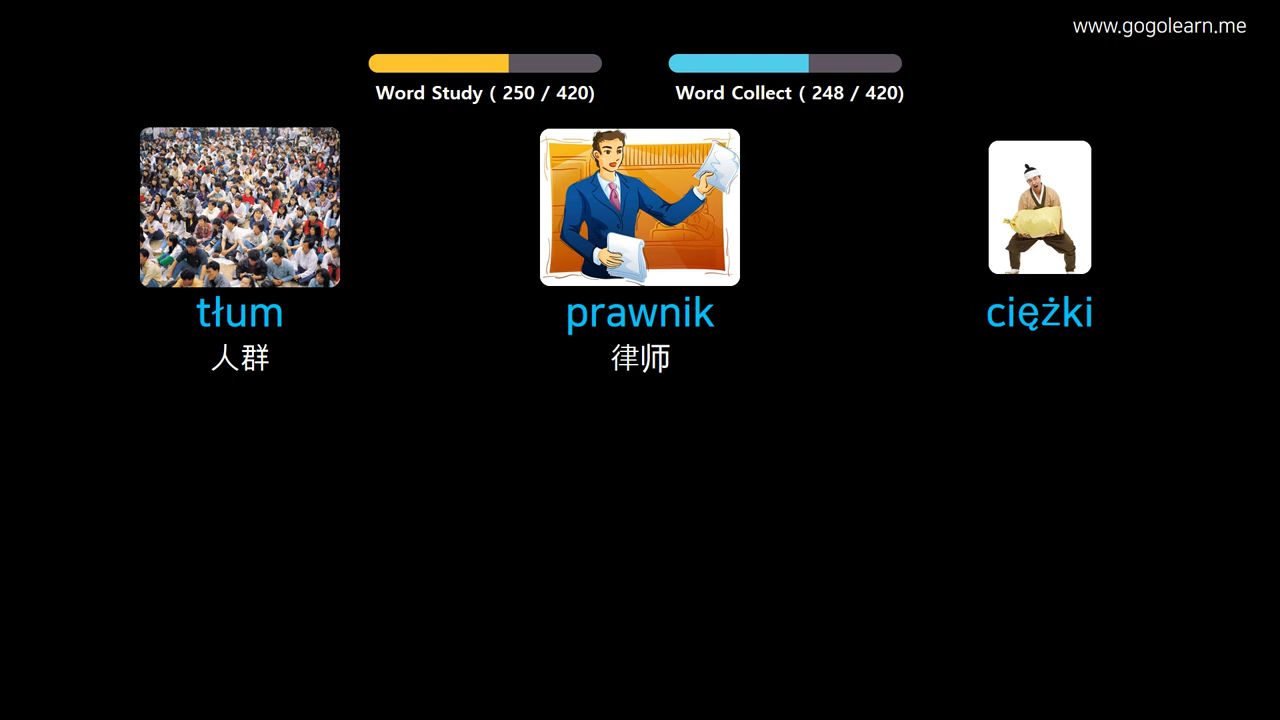 www.gogolearn.me
Word Study ( 250 / 420)
Word Collect ( 248 / 420)
tłum
人群
prawnik
律师
ciężki